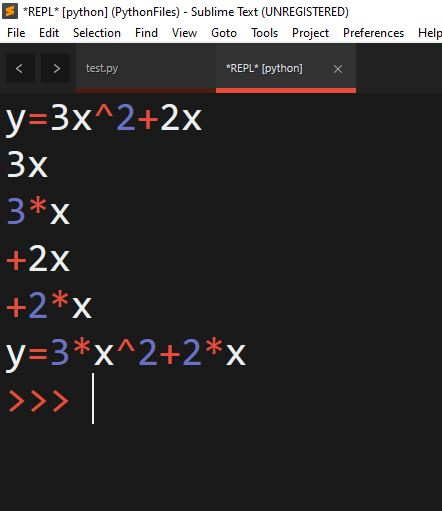 *REPL* [python] (PythonFiles) - Sublime Text (UNREGISTERED)
File Edit Selection Find View Goto Tools Project Preferences Help
< > test.py *REPL* [python] ×
y=3x^2+2x
3x
3*x
+2x
+2*x
y=3*x^2+2*x
>>>